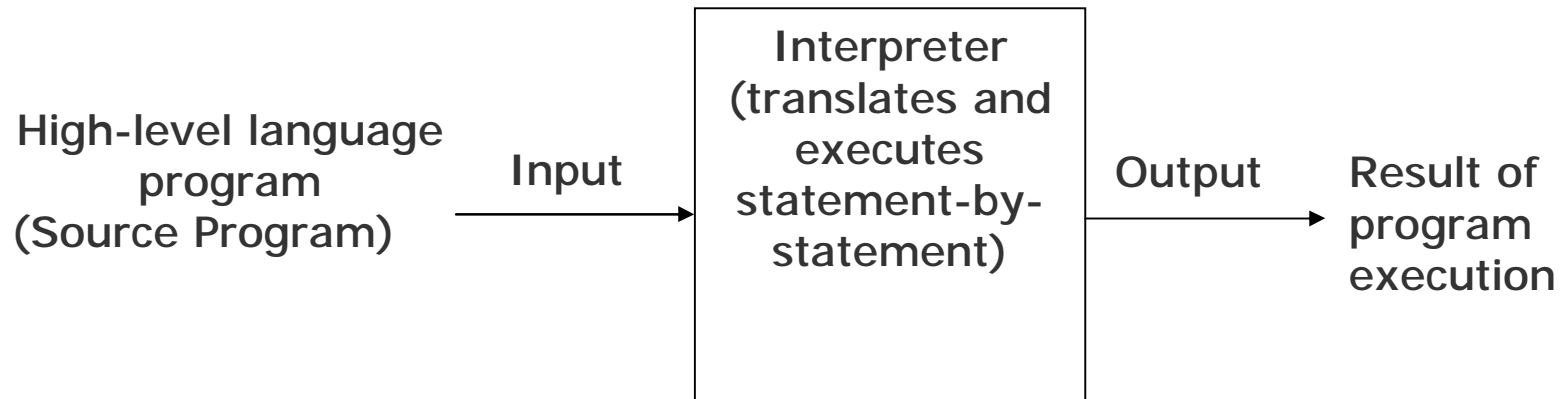 High-level language
program
(Source Program)
Input
Interpreter
(translates and
executes
statement-by-
statement)
Output
Result of
program
execution